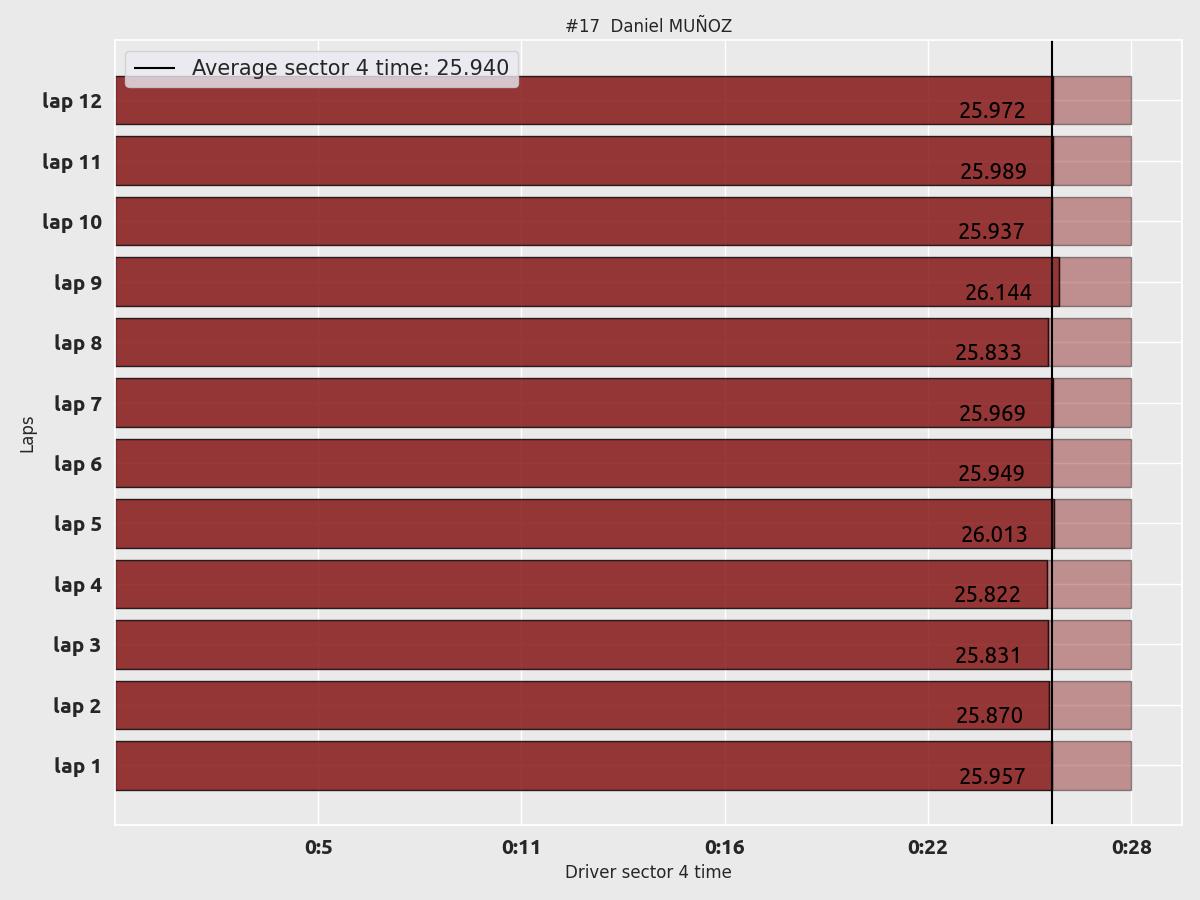 #17  Daniel MUÑOZ
Average sector 4 time: 25.940
lap 12 25.972
lap 11 25.989
lap 10 25.937
lap 9 26.144
lap 8 25.833
lap 7 25.969
lap 6 25.949
lap 5 26.013
lap 4 25.822
lap 3 25.831
lap 2 25.870
lap 1 25.957
Laps
0:5 0:11 0:16 0:22 0:28
Driver sector 4 time